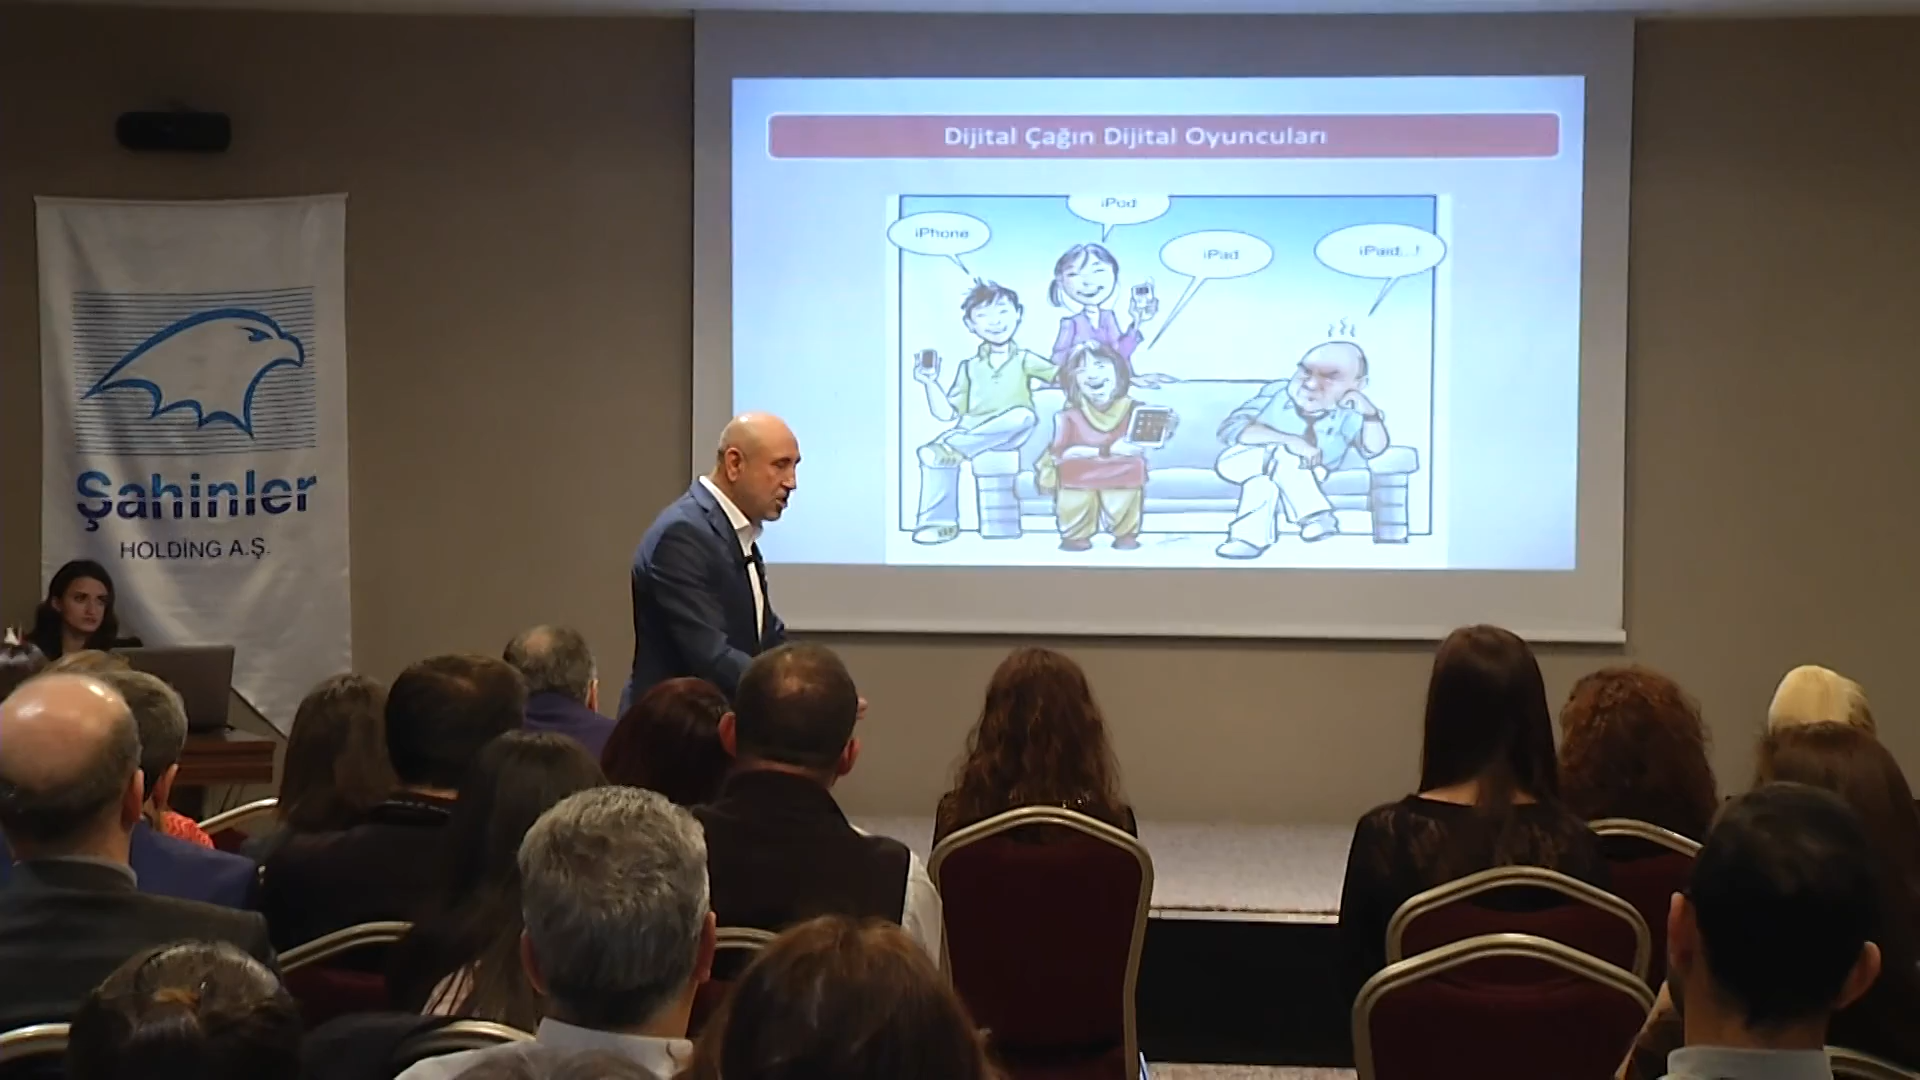 Dijital Çağın Dijital Oyuncuları
iPod
iPhone
iPad
iPaid...!
Şahinler
HOLDİNG A.Ş.